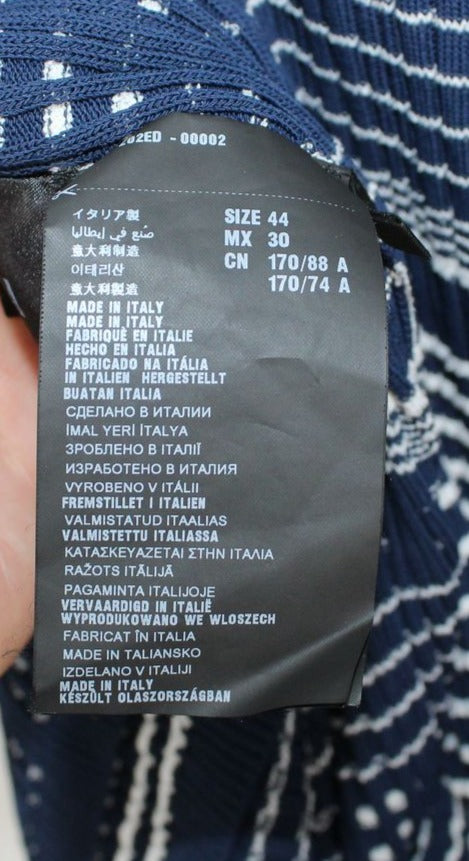 02ED - 00002
イタリア製
صنع في إيطاليا
意大利制造
이태리산
意大利製造
SIZE 44
MX 30
CN 170/88 A
170/74 A
MADE IN ITALY
MADE IN ITALY
FABRIQUÉ EN ITALIE
HECHO EN ITALIA
FABRICADO NA ITÁLIA
IN ITALIEN HERGESTELLT
BUATAN ITALIA
СДЕЛАНО В ИТАЛИИ
İMAL YERİ İTALYA
ЗРОБЛЕНО В ІТАЛІЇ
ИЗРАБОТЕНО В ИТАЛИЯ
VYROBENO V ITÁLII
FREMSTILLET I ITALIEN
VALMISTATUD ITAALIAS
VALMISTETTU ITALIASSA
ΚΑΤΑΣΚΕΥΑΖΕΤΑΙ ΣΤΗΝ ΙΤΑΛΙΑ
RAŽOTS ITĀLIJĀ
PAGAMINTA ITALIJOJE
VERVAARDIGD IN ITALIË
WYPRODUKOWANO WE WLOSZECH
FABRICAT ÎN ITALIA
MADE IN TALIANSKO
IZDELANO V ITALIJI
MADE IN ITALY
KÉSZÜLT OLASZORSZÁGBAN